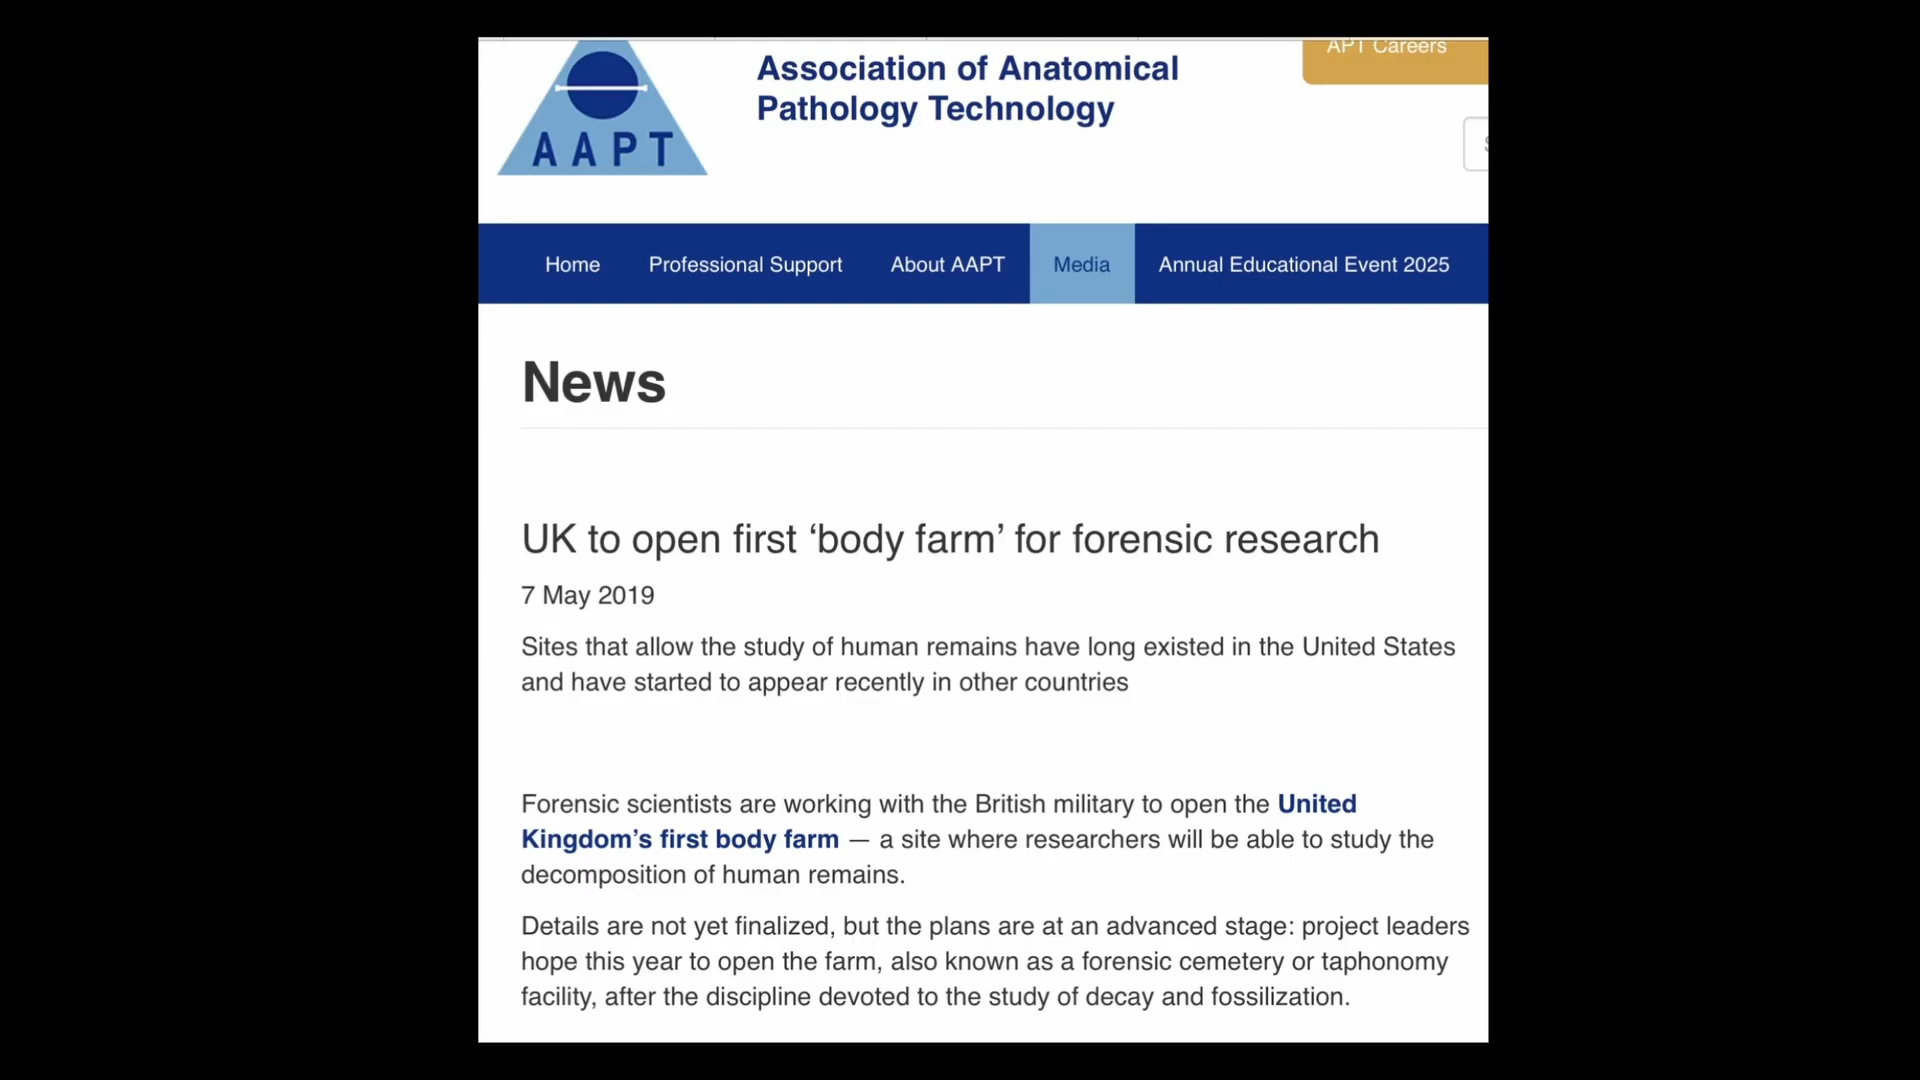 APT Careers
Association of Anatomical
Pathology Technology
AAPT
Home Professional Support About AAPT Media Annual Educational Event 2025
News
UK to open first ‘body farm’ for forensic research
7 May 2019
Sites that allow the study of human remains have long existed in the United States
and have started to appear recently in other countries
Forensic scientists are working with the British military to open the United
Kingdom’s first body farm — a site where researchers will be able to study the
decomposition of human remains.
Details are not yet finalized, but the plans are at an advanced stage: project leaders
hope this year to open the farm, also known as a forensic cemetery or taphonomy
facility, after the discipline devoted to the study of decay and fossilization.